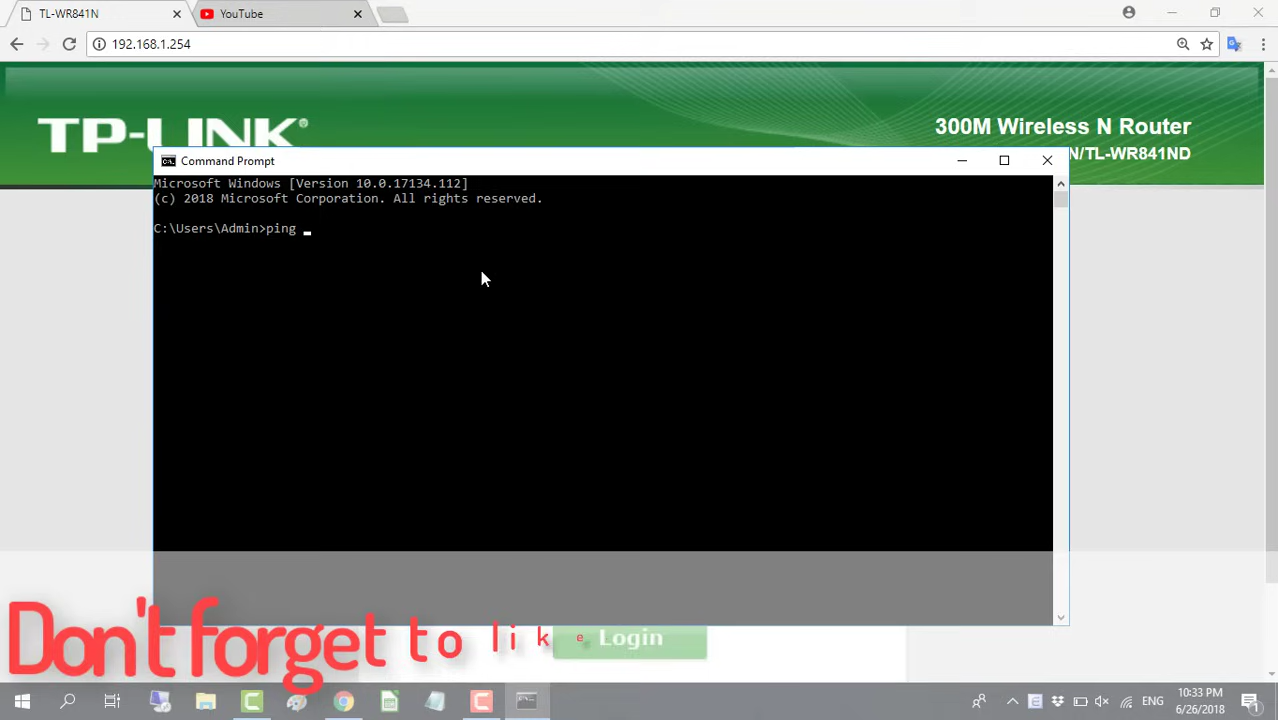 TL-WR841N
YouTube
192.168.1.254
TP-LINK®
300M Wireless N Router
N/TL-WR841ND
Command Prompt
Microsoft Windows [Version 10.0.17134.112]
(c) 2018 Microsoft Corporation. All rights reserved.
C:\Users\Admin>ping
Don't forget to like
Login
ENG
10:33 PM
6/26/2018
1